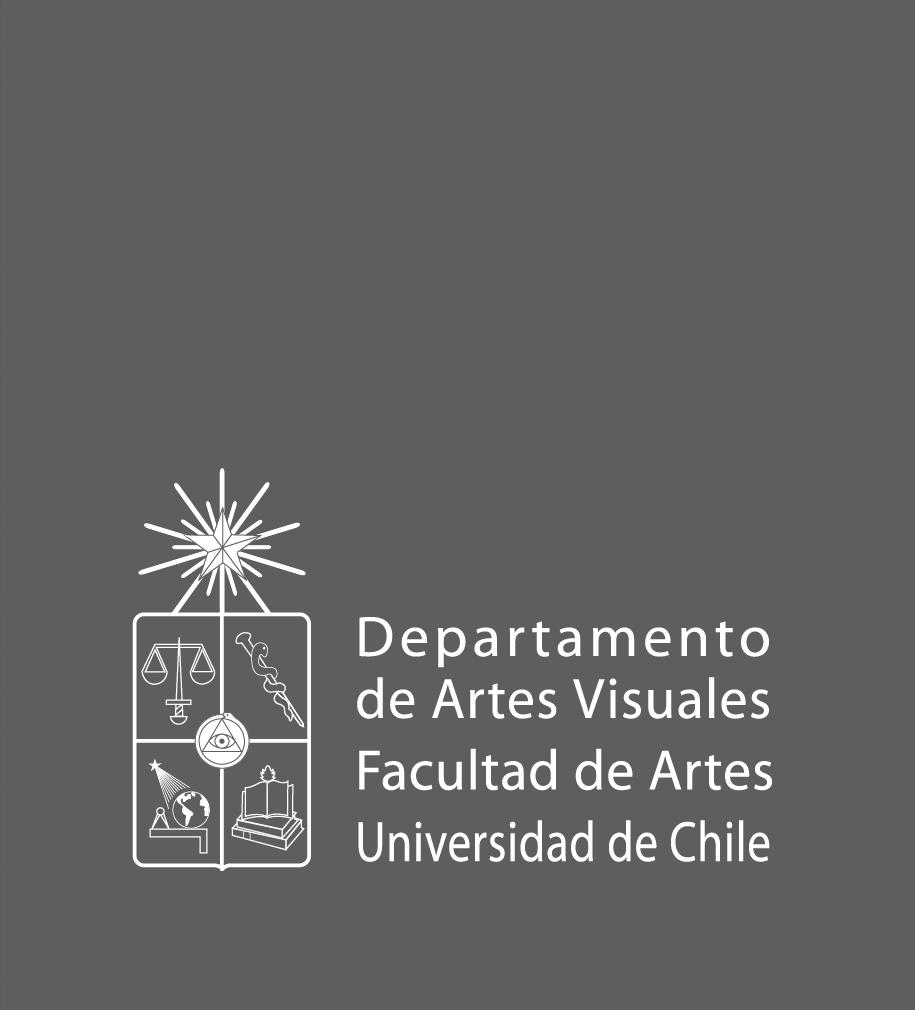 Departamento
de Artes Visuales
Facultad de Artes
Universidad de Chile